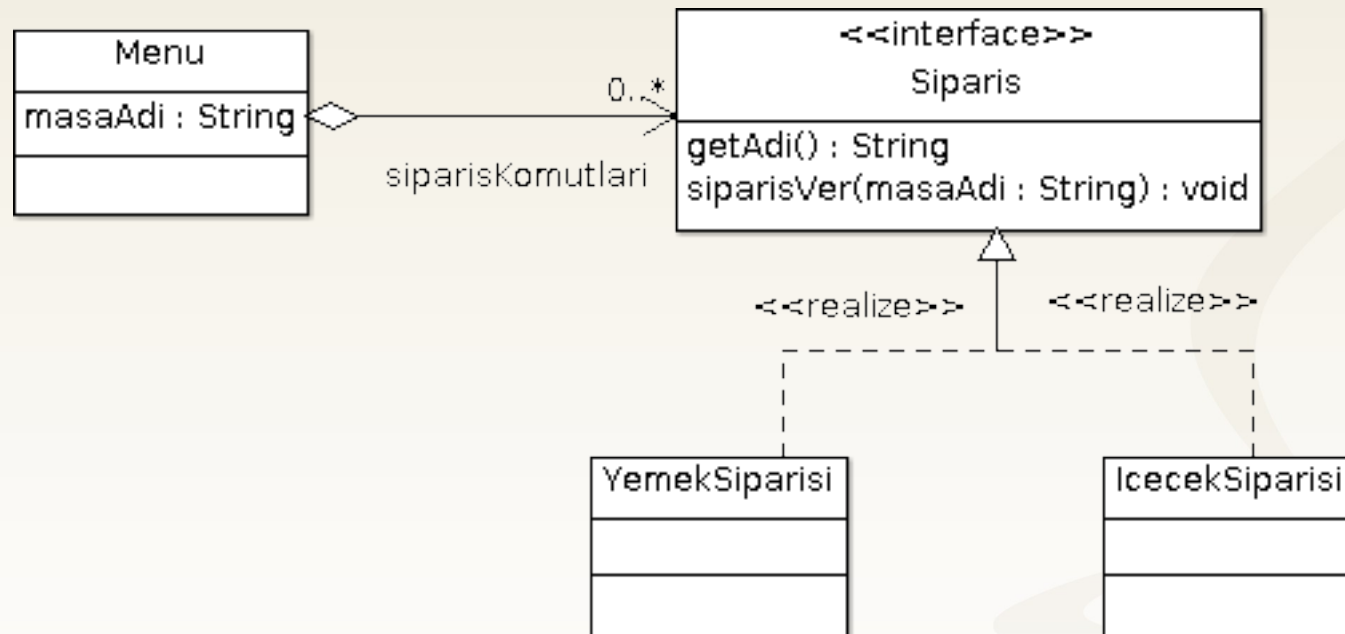 Menu
masaAdi : String
0..*
siparisKomutlari
<<interface>>
Siparis
getAdi() : String
siparisVer(masaAdi : String) : void
<<realize>>
<<realize>>
YemekSiparisi
IcecekSiparisi